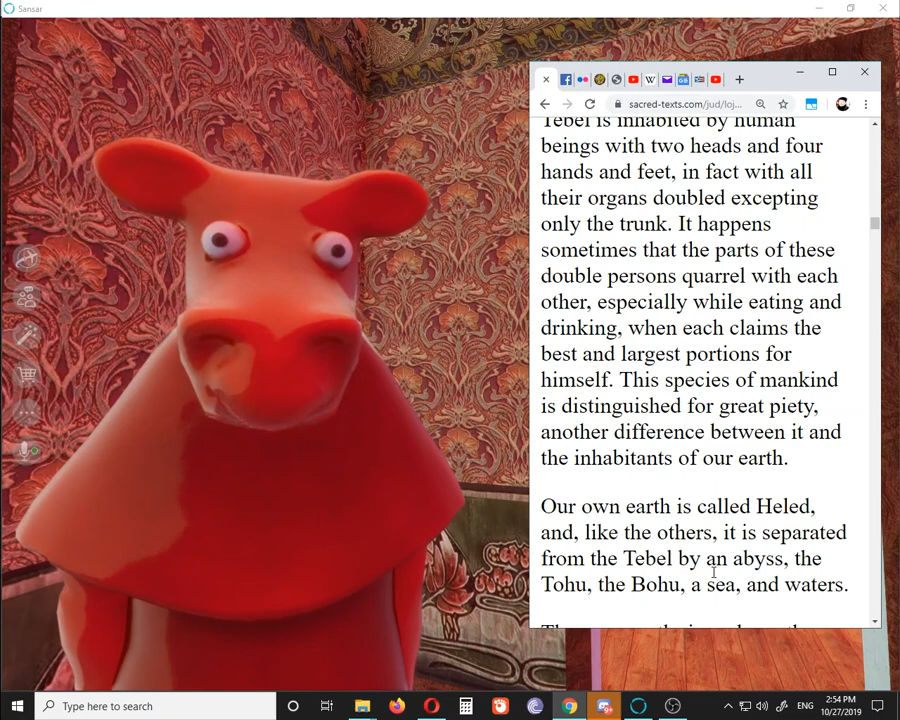 Sansar
sacred-texts.com/jud/loj...
Tebel is inhabited by human
beings with two heads and four
hands and feet, in fact with all
their organs doubled excepting
only the trunk. It happens
sometimes that the parts of these
double persons quarrel with each
other, especially while eating and
drinking, when each claims the
best and largest portions for
himself. This species of mankind
is distinguished for great piety,
another difference between it and
the inhabitants of our earth.
Our own earth is called Heled,
and, like the others, it is separated
from the Tebel by an abyss, the
Tohu, the Bohu, a sea, and waters.
Type here to search
ENG
2:54 PM
10/27/2019